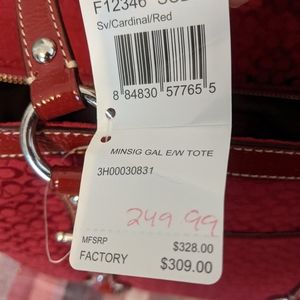 F12346
Sv/Cardinal/Red
8 84830 57765 5
MINSIG GAL E/W TOTE
3H00030831
249.99
MFSRP $328.00
FACTORY $309.00